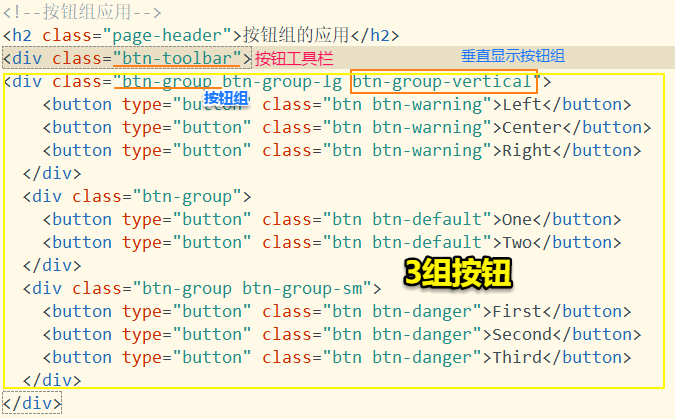 <!--按钮组应用-->
<h2 class="page-header">按钮组的应用</h2>
<div class="btn-toolbar">按钮工具栏
垂直显示按钮组
<div class="btn-group btn-group-lg btn-group-vertical">
按钮组
<button type="button" class="btn btn-warning">Left</button>
<button type="button" class="btn btn-warning">Center</button>
<button type="button" class="btn btn-warning">Right</button>
</div>
<div class="btn-group">
<button type="button" class="btn btn-default">One</button>
<button type="button" class="btn btn-default">Two</button>
</div>
3组按钮
<div class="btn-group btn-group-sm">
<button type="button" class="btn btn-danger">First</button>
<button type="button" class="btn btn-danger">Second</button>
<button type="button" class="btn btn-danger">Third</button>
</div>
</div>